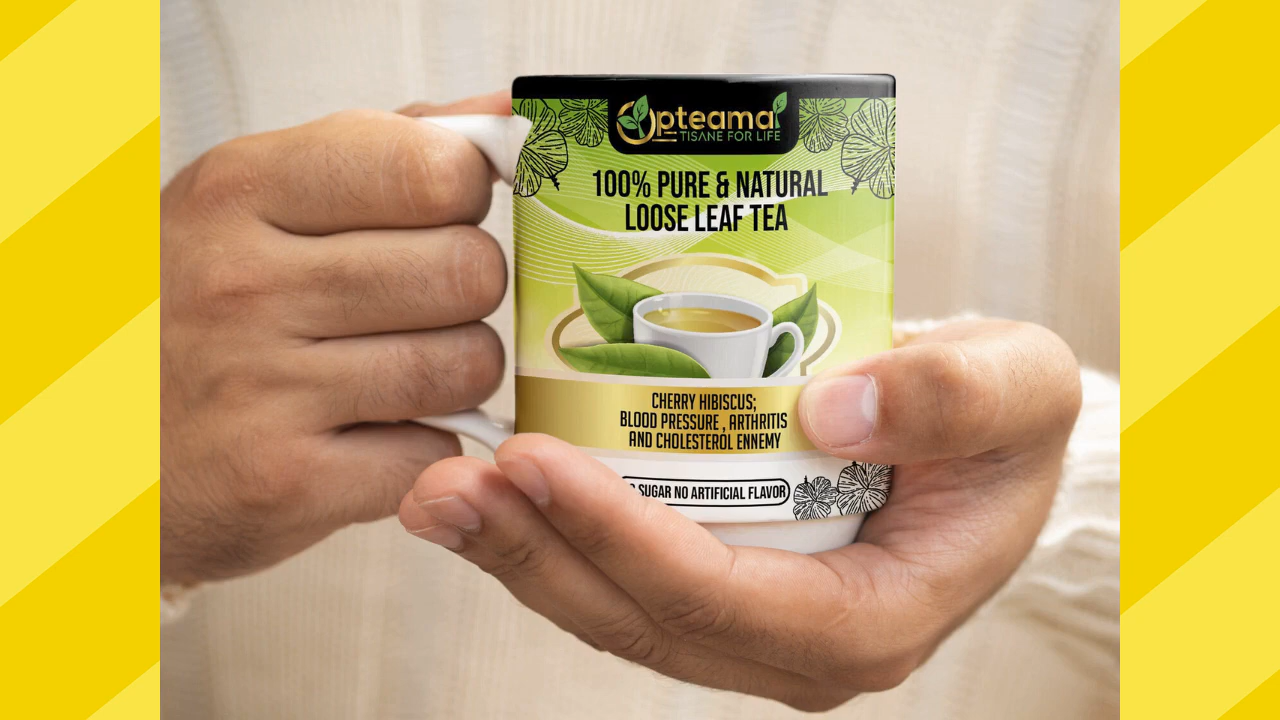 Opteama
TISANE FOR LIFE
100% PURE & NATURAL
LOOSE LEAF TEA
CHERRY HIBISCUS;
BLOOD PRESSURE , ARTHRITIS
AND CHOLESTEROL ENNEMY
SUGAR NO ARTIFICIAL FLAVOR